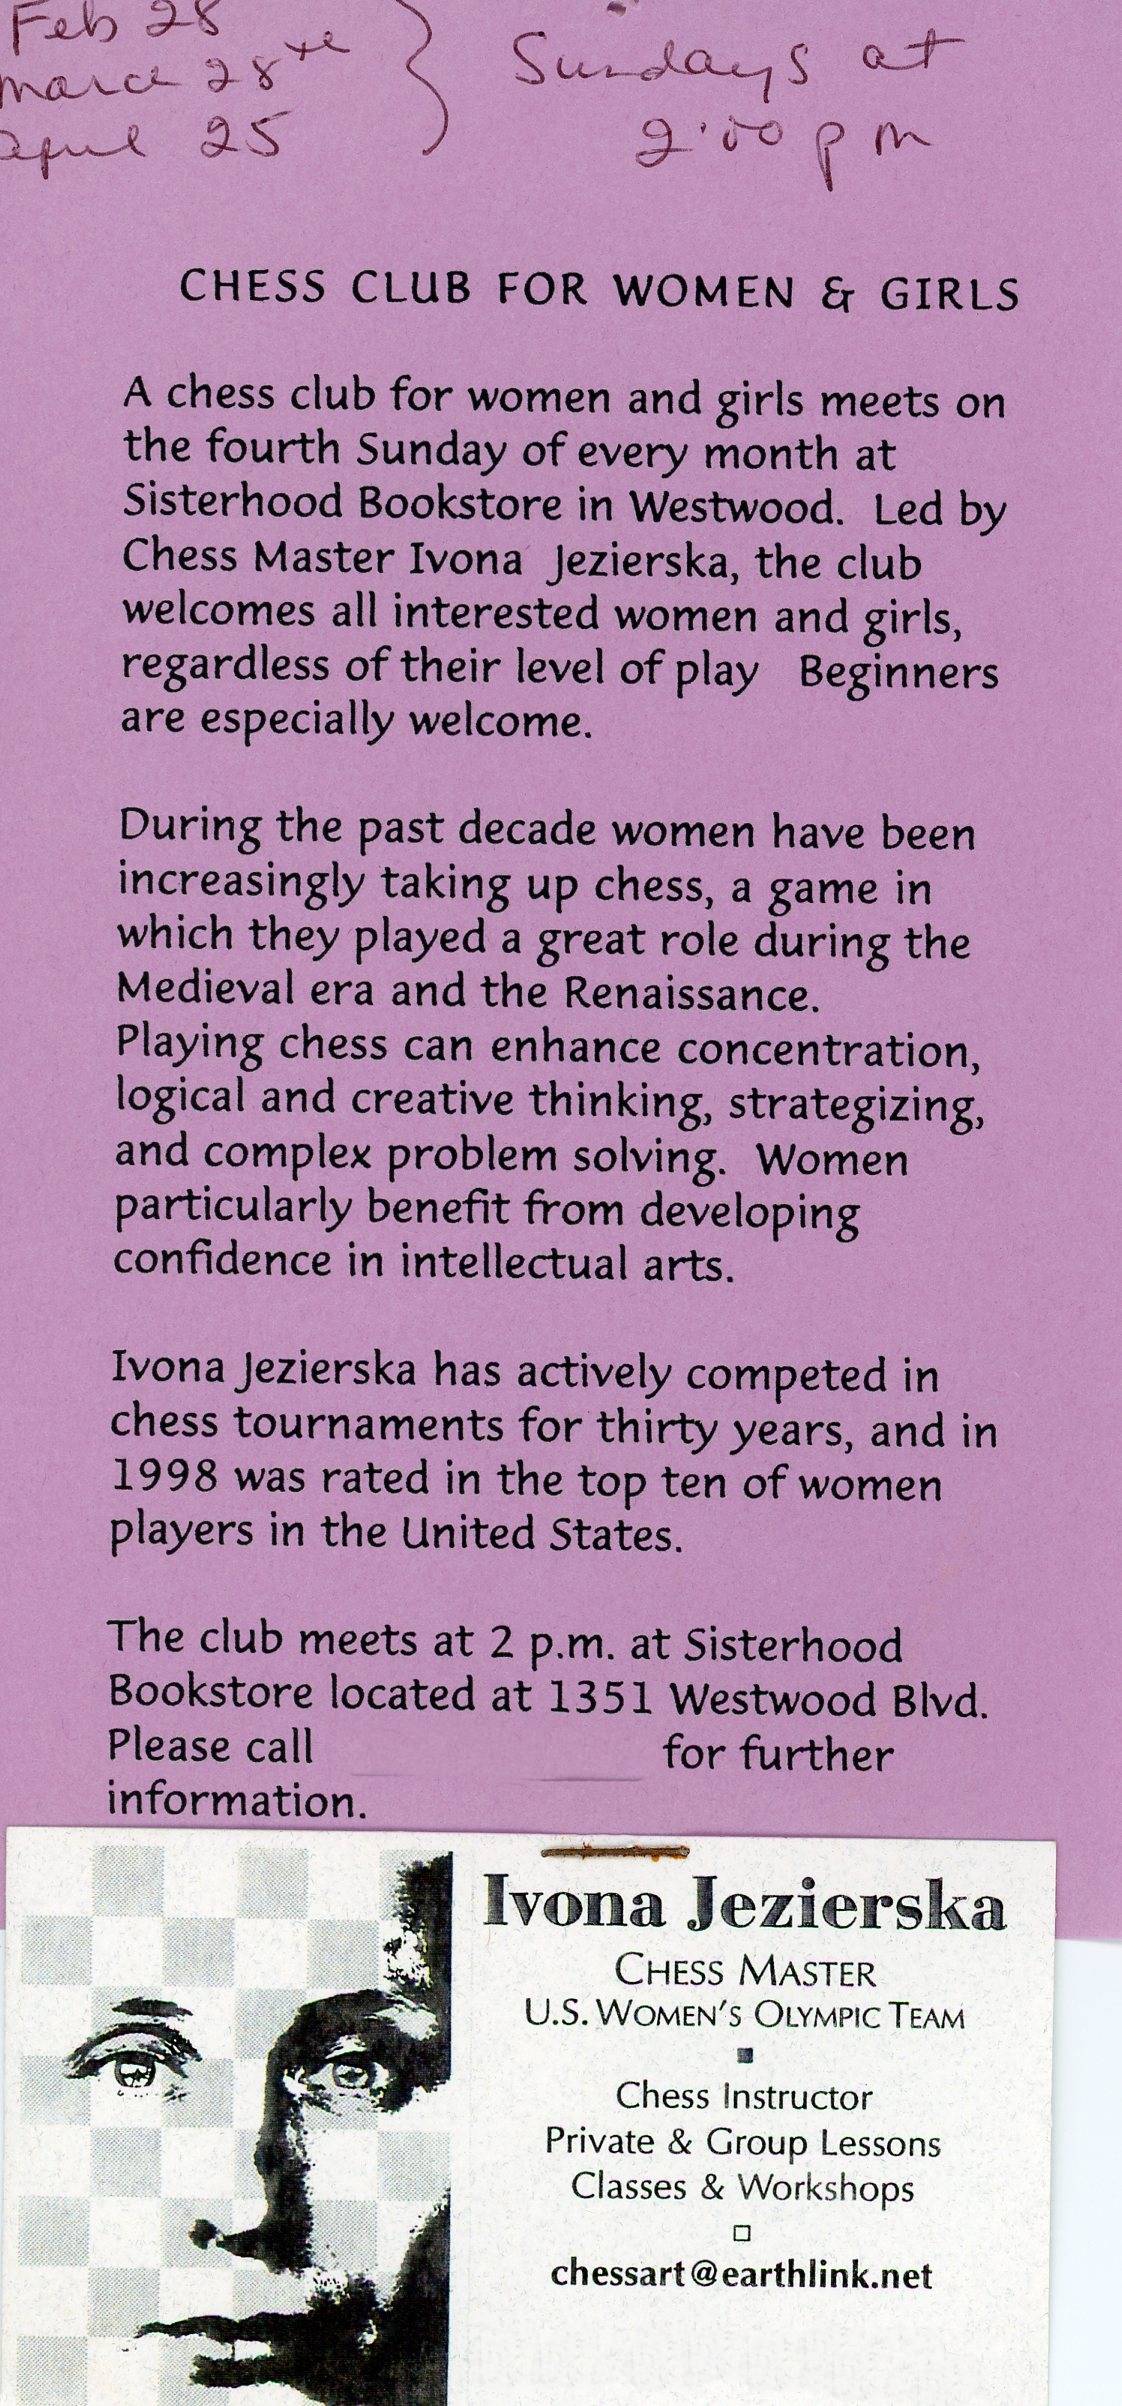 Feb 28
March 28th
April 25
Sundays at
2:00 pm
CHESS CLUB FOR WOMEN & GIRLS
A chess club for women and girls meets on
the fourth Sunday of every month at
Sisterhood Bookstore in Westwood. Led by
Chess Master Ivona Jezierska, the club
welcomes all interested women and girls,
regardless of their level of play Beginners
are especially welcome.
During the past decade women have been
increasingly taking up chess, a game in
which they played a great role during the
Medieval era and the Renaissance.
Playing chess can enhance concentration,
logical and creative thinking, strategizing,
and complex problem solving. Women
particularly benefit from developing
confidence in intellectual arts.
Ivona Jezierska has actively competed in
chess tournaments for thirty years, and in
1998 was rated in the top ten of women
players in the United States.
The club meets at 2 p.m. at Sisterhood
Bookstore located at 1351 Westwood Blvd.
Please call for further
information.
Ivona Jezierska
CHESS MASTER
U.S. WOMEN'S OLYMPIC TEAM
Chess Instructor
Private & Group Lessons
Classes & Workshops
chessart@earthlink.net